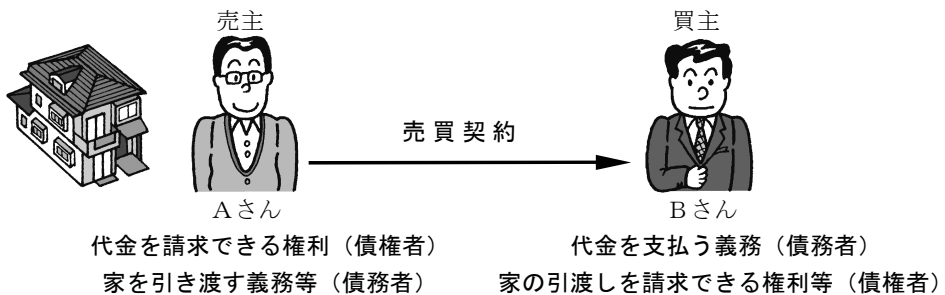 売主
買主
売買契約
Aさん
Bさん
代金を請求できる権利（債権者）
代金を支払う義務（債務者）
家を引き渡す義務等（債務者）
家の引渡しを請求できる権利等（債権者）